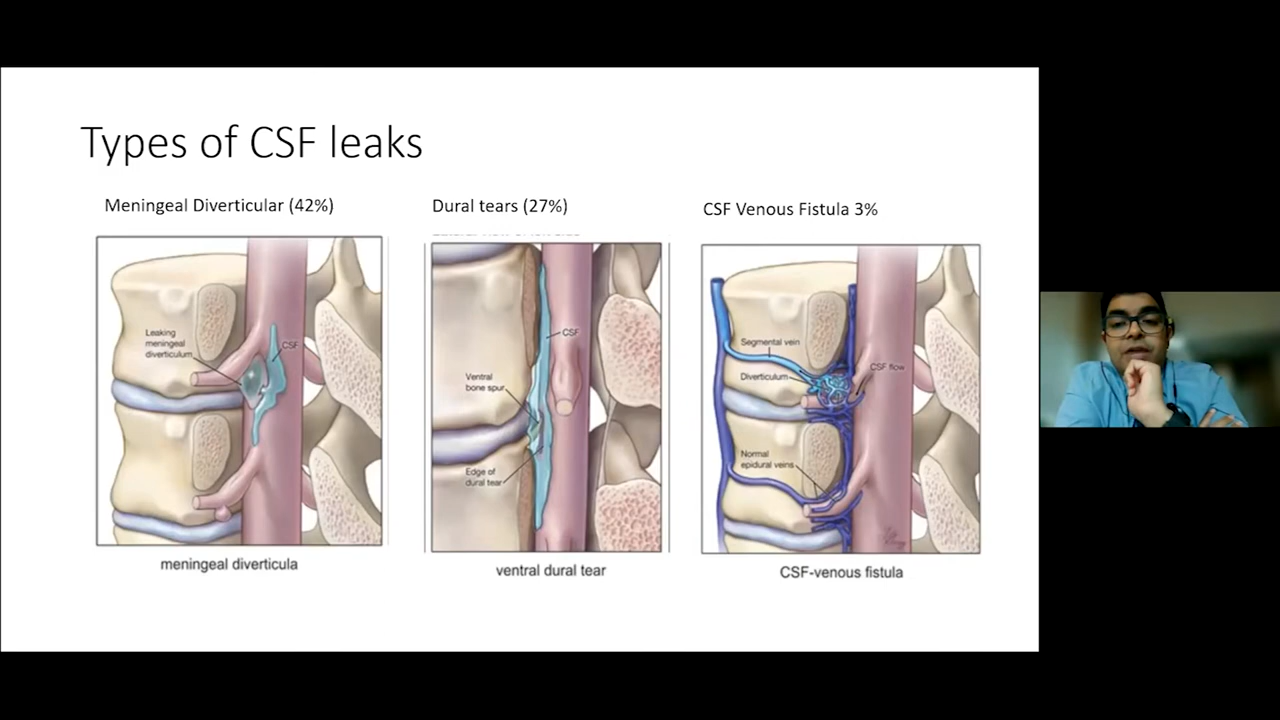 Types of CSF leaks
Meningeal Diverticular (42%)
Dural tears (27%)
CSF Venous Fistula 3%
Leaking
meningeal
diverticulum
CSF
meningeal diverticula
CSF
Ventral
bone spur
Edge of
dural tear
ventral dural tear
Segmental vein
Diverticulum
CSF flow
Normal
epidural veins
CSF-venous fistula